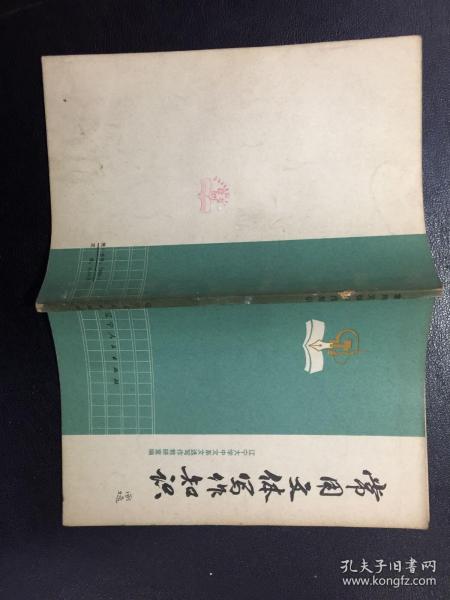 常用文体写作知识
辽宁大学中文系文选写作教研室编
辽宁人民出版社
孔夫子旧书网
www.kongfz.com